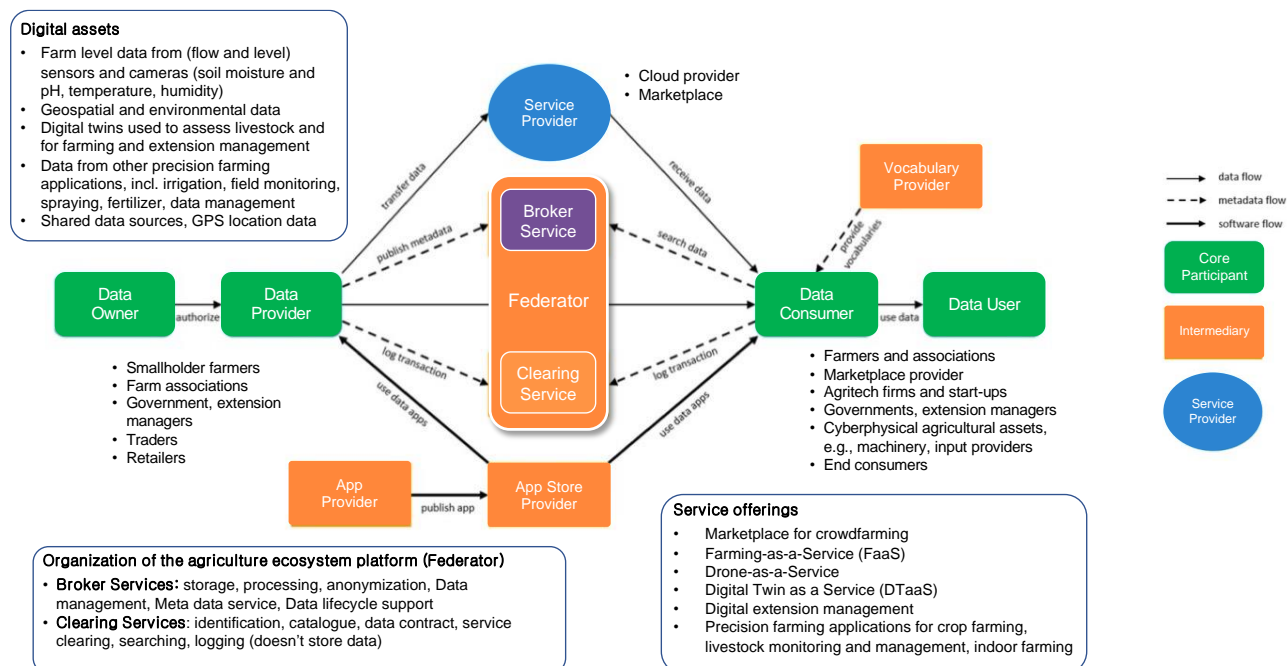 Digital assets
• Farm level data from (flow and level)
sensors and cameras (soil moisture and
pH, temperature, humidity)
• Geospatial and environmental data
• Digital twins used to assess livestock and
for farming and extension management
• Data from other precision farming
applications, incl. irrigation, field monitoring,
spraying, fertilizer, data management
• Shared data sources, GPS location data
Service
Provider
• Cloud provider
• Marketplace
transfer data
receive data
publish metadata
search data
Broker
Service
Vocabulary
Provider
provide
vocabularies
data flow
metadata flow
software flow
Core
Participant
Intermediary
Service
Provider
Data
Owner
authorize
Data
Provider
Federator
Data
Consumer
use data
Data User
log transaction
log transaction
Clearing
Service
use data apps
use data apps
• Smallholder farmers
• Farm associations
• Government, extension
managers
• Traders
• Retailers
• Farmers and associations
• Marketplace provider
• Agritech firms and start-ups
• Governments, extension managers
• Cyberphysical agricultural assets,
e.g., machinery, input providers
• End consumers
App
Provider
publish app
App Store
Provider
Organization of the agriculture ecosystem platform (Federator)
• Broker Services: storage, processing, anonymization, Data
management, Meta data service, Data lifecycle support
• Clearing Services: identification, catalogue, data contract, service
clearing, searching, logging (doesn't store data)
Service offerings
• Marketplace for crowdfarming
• Farming-as-a-Service (FaaS)
• Drone-as-a-Service
• Digital Twin as a Service (DTaaS)
• Digital extension management
• Precision farming applications for crop farming,
livestock monitoring and management, indoor farming